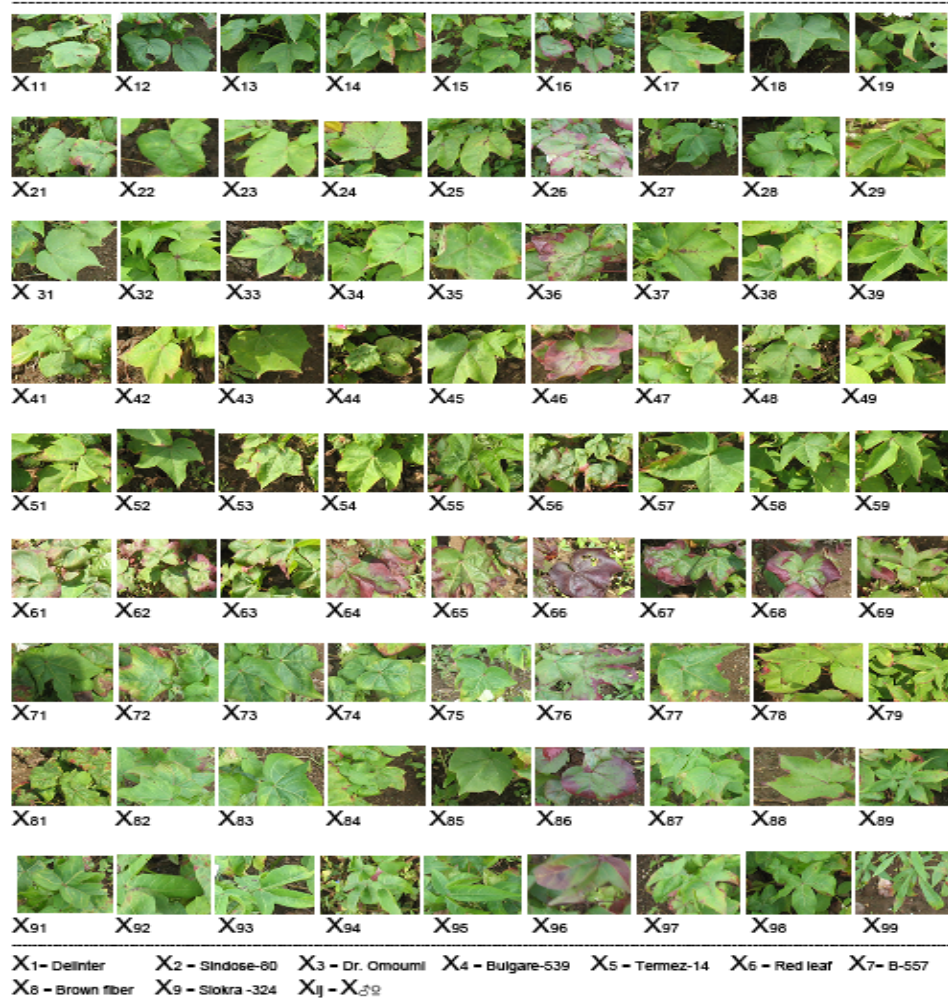 X11 X12 X13 X14 X15 X16 X17 X18 X19
X21 X22 X23 X24 X25 X26 X27 X28 X29
X 31 X32 X33 X34 X35 X36 X37 X38 X39
X41 X42 X43 X44 X45 X46 X47 X48 X49
X51 X52 X53 X54 X55 X56 X57 X58 X59
X61 X62 X63 X64 X65 X66 X67 X68 X69
X71 X72 X73 X74 X75 X76 X77 X78 X79
X81 X82 X83 X84 X85 X86 X87 X88 X89
X91 X92 X93 X94 X95 X96 X97 X98 X99
X1- Delinter X2 - Sindose-80 X3 - Dr. Omoumi X4 - Bulgare-539 X5 - Termez-14 X6 - Red leaf X7- B-557
X8 - Brown fiber X9 - Siokra -324 Xij - X♂♀